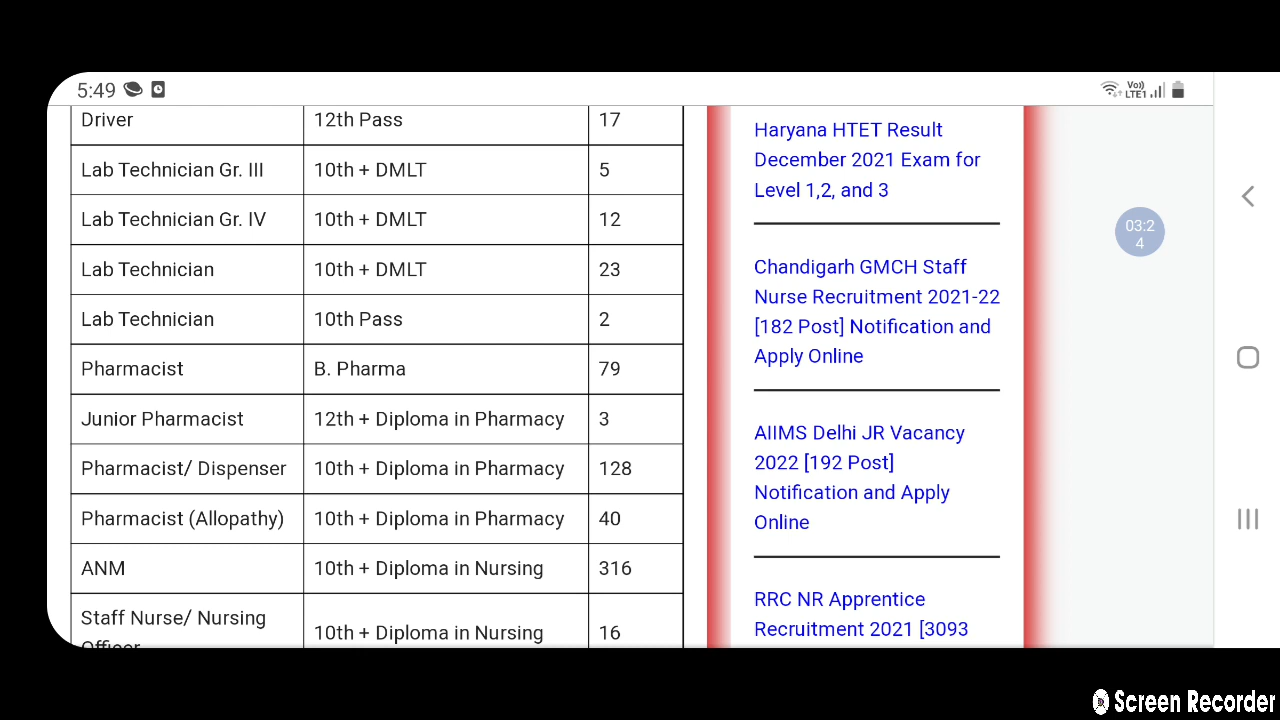 5:49
Vo)) LTE1
Driver 12th Pass 17
Lab Technician Gr. III 10th + DMLT 5
Lab Technician Gr. IV 10th + DMLT 12
Lab Technician 10th + DMLT 23
Lab Technician 10th Pass 2
Pharmacist B. Pharma 79
Junior Pharmacist 12th + Diploma in Pharmacy 3
Pharmacist/ Dispenser 10th + Diploma in Pharmacy 128
Pharmacist (Allopathy) 10th + Diploma in Pharmacy 40
ANM 10th + Diploma in Nursing 316
Staff Nurse/ Nursing
Officer 10th + Diploma in Nursing 16
Haryana HTET Result
December 2021 Exam for
Level 1,2, and 3
Chandigarh GMCH Staff
Nurse Recruitment 2021-22
[182 Post] Notification and
Apply Online
AIIMS Delhi JR Vacancy
2022 [192 Post]
Notification and Apply
Online
RRC NR Apprentice
Recruitment 2021 [3093
03:2
4
Screen Recorder